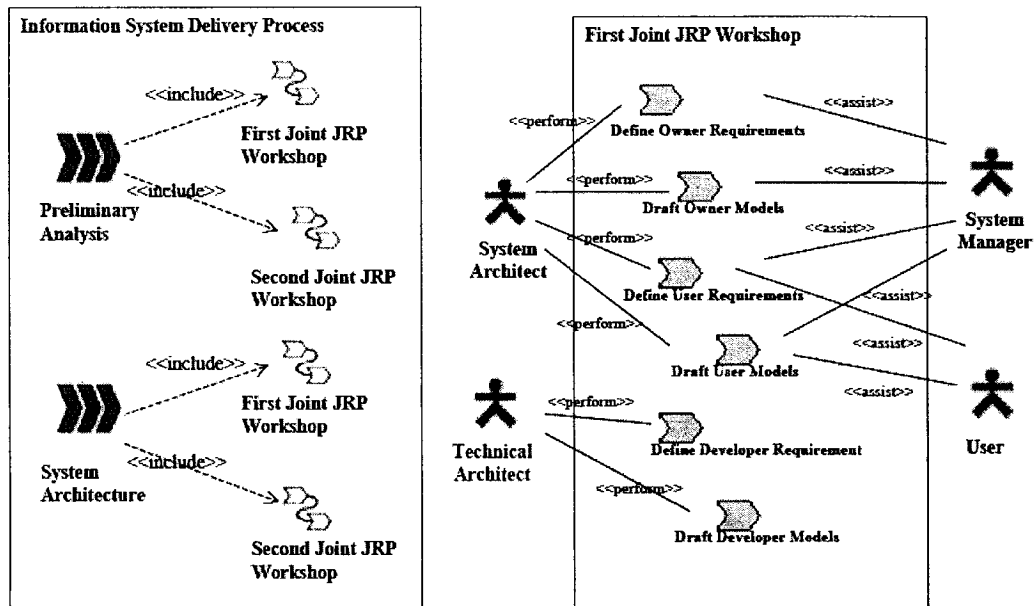 Information System Delivery Process
<<include>>
First Joint JRP
Workshop
<<include>>
Preliminary
Analysis
Second Joint JRP
Workshop
<<include>>
First Joint JRP
Workshop
<<include>>
System
Architecture
Second Joint JRP
Workshop
First Joint JRP Workshop
<<perform>>
Define Owner Requirements
<<assist>>
<<perform>>
Draft Owner Models
<<assist>>
System
Architect
System
Manager
<<perform>>
Define User Requirements
<<assist>>
<<assist>>
<<perform>>
Draft User Models
<<assist>>
<<assist>>
User
<<perform>>
Define Developer Requirement
Technical
Architect
<<perform>>
Draft Developer Models